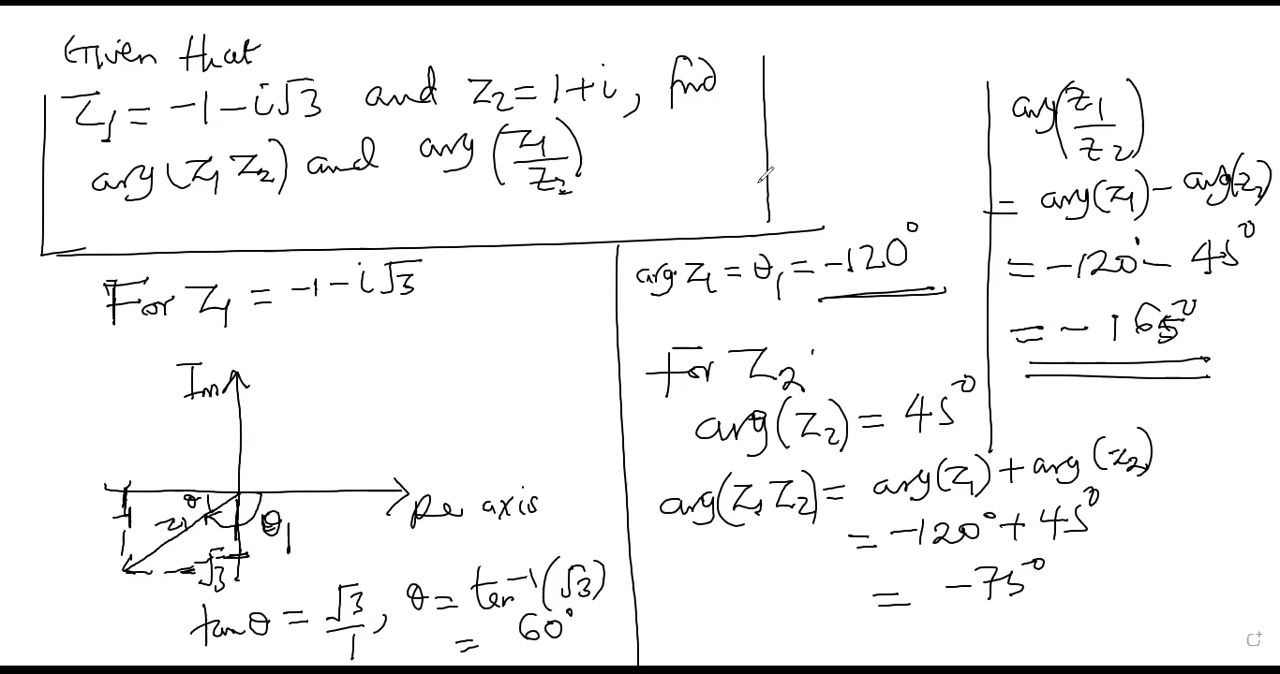 Given that
Z₁ = -1 - i√3 and Z₂ = 1 + i, find
arg (Z₁ Z₂) and arg (Z₁/Z₂)
For Z₁ = -1 - i√3
Im
Re axis
-1
θ
z₁
θ₁
-√3
tan θ = √3/1, θ = tan⁻¹(√3)
= 60°
arg Z₁ = θ₁ = -120°
For Z₂
arg(Z₂) = 45°
arg(Z₁ Z₂) = arg(Z₁) + arg(Z₂)
= -120° + 45°
= -75°
arg(Z₁/Z₂)
= arg(Z₁) - arg(Z₂)
= -120° - 45°
= -165°